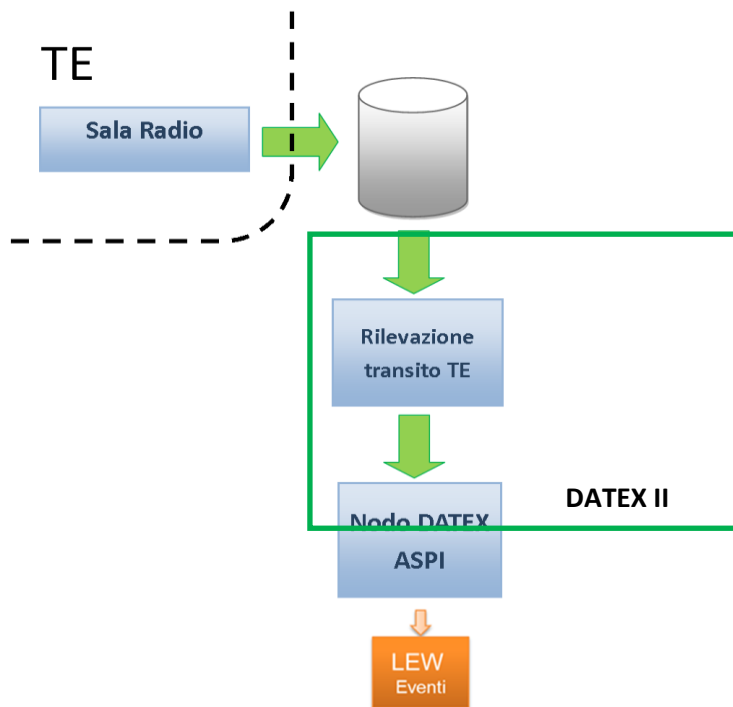 TE
Sala Radio
Rilevazione
transito TE
DATEX II
Nodo DATEX
ASPI
LEW
Eventi